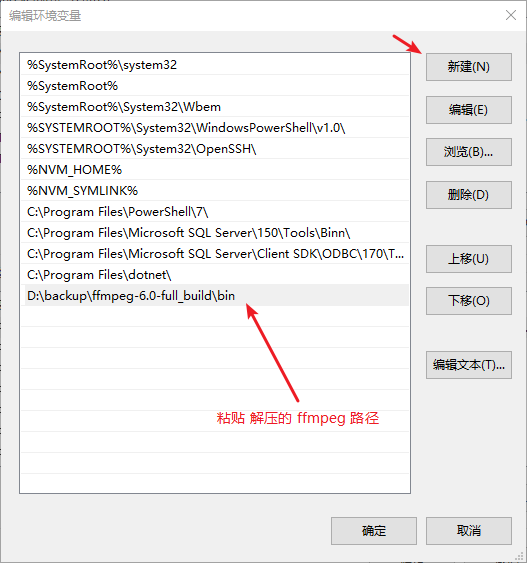 编辑环境变量
%SystemRoot%\system32
%SystemRoot%
%SystemRoot%\System32\Wbem
%SYSTEMROOT%\System32\WindowsPowerShell\v1.0\
%SYSTEMROOT%\System32\OpenSSH\
%NVM_HOME%
%NVM_SYMLINK%
C:\Program Files\PowerShell\7\
C:\Program Files\Microsoft SQL Server\150\Tools\Binn\
C:\Program Files\Microsoft SQL Server\Client SDK\ODBC\170\T...
C:\Program Files\dotnet\
D:\backup\ffmpeg-6.0-full_build\bin
粘贴 解压的 ffmpeg 路径
新建(N)
编辑(E)
浏览(B)...
删除(D)
上移(U)
下移(O)
编辑文本(T)...
确定
取消